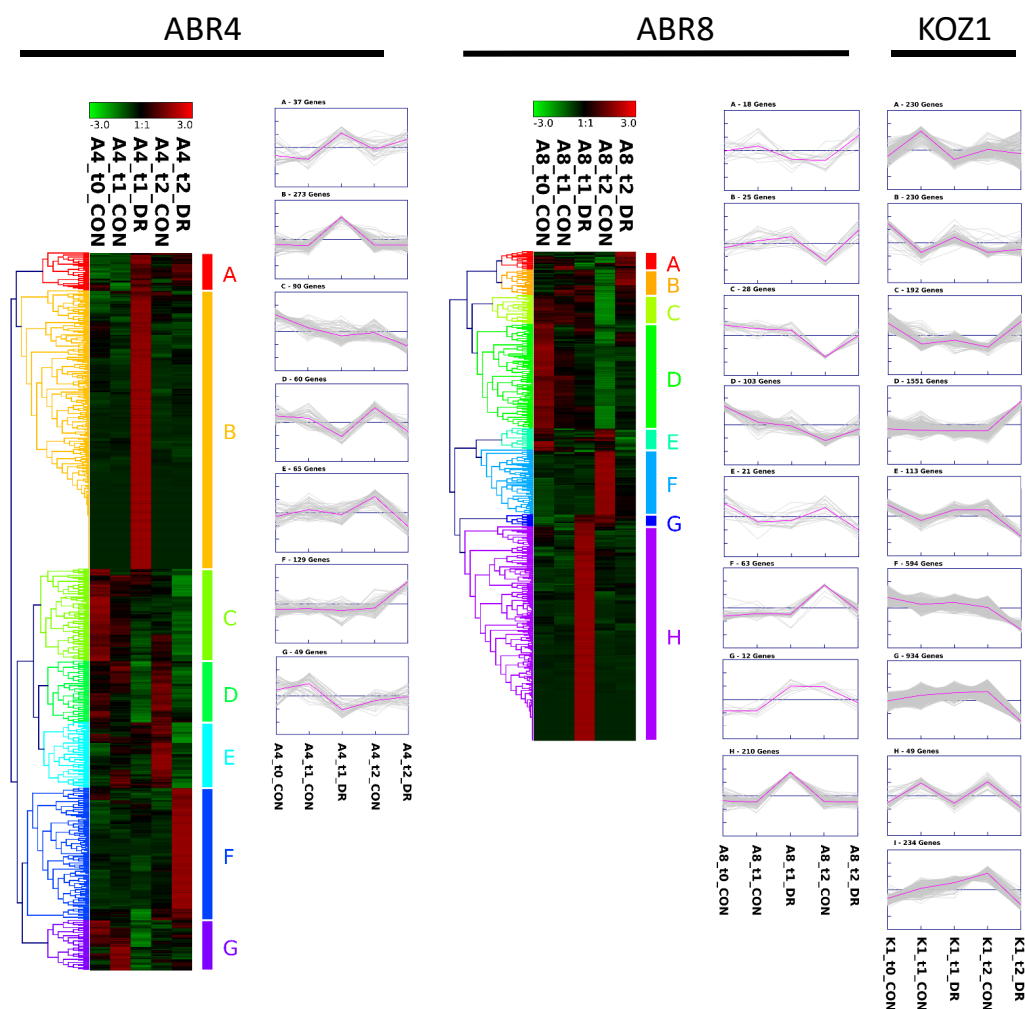 ABR4
ABR8
KOZ1
-3.0 1:1 3.0
A4_t0_CON
A4_t1_CON
A4_t1_DR
A4_t2_CON
A4_t2_DR
A
B
C
D
E
F
G
A - 37 Genes
B - 273 Genes
C - 90 Genes
D - 60 Genes
E - 65 Genes
F - 129 Genes
G - 49 Genes
A4_t0_CON
A4_t1_CON
A4_t1_DR
A4_t2_CON
A4_t2_DR
-3.0 1:1 3.0
A8_t0_CON
A8_t1_CON
A8_t1_DR
A8_t2_CON
A8_t2_DR
A
B
C
D
E
F
G
H
A - 18 Genes
B - 25 Genes
C - 28 Genes
D - 103 Genes
E - 21 Genes
F - 63 Genes
G - 12 Genes
H - 210 Genes
A8_t0_CON
A8_t1_CON
A8_t1_DR
A8_t2_CON
A8_t2_DR
A - 230 Genes
B - 230 Genes
C - 192 Genes
D - 1551 Genes
E - 113 Genes
F - 594 Genes
G - 934 Genes
H - 49 Genes
I - 234 Genes
K1_t0_CON
K1_t1_CON
K1_t1_DR
K1_t2_CON
K1_t2_DR